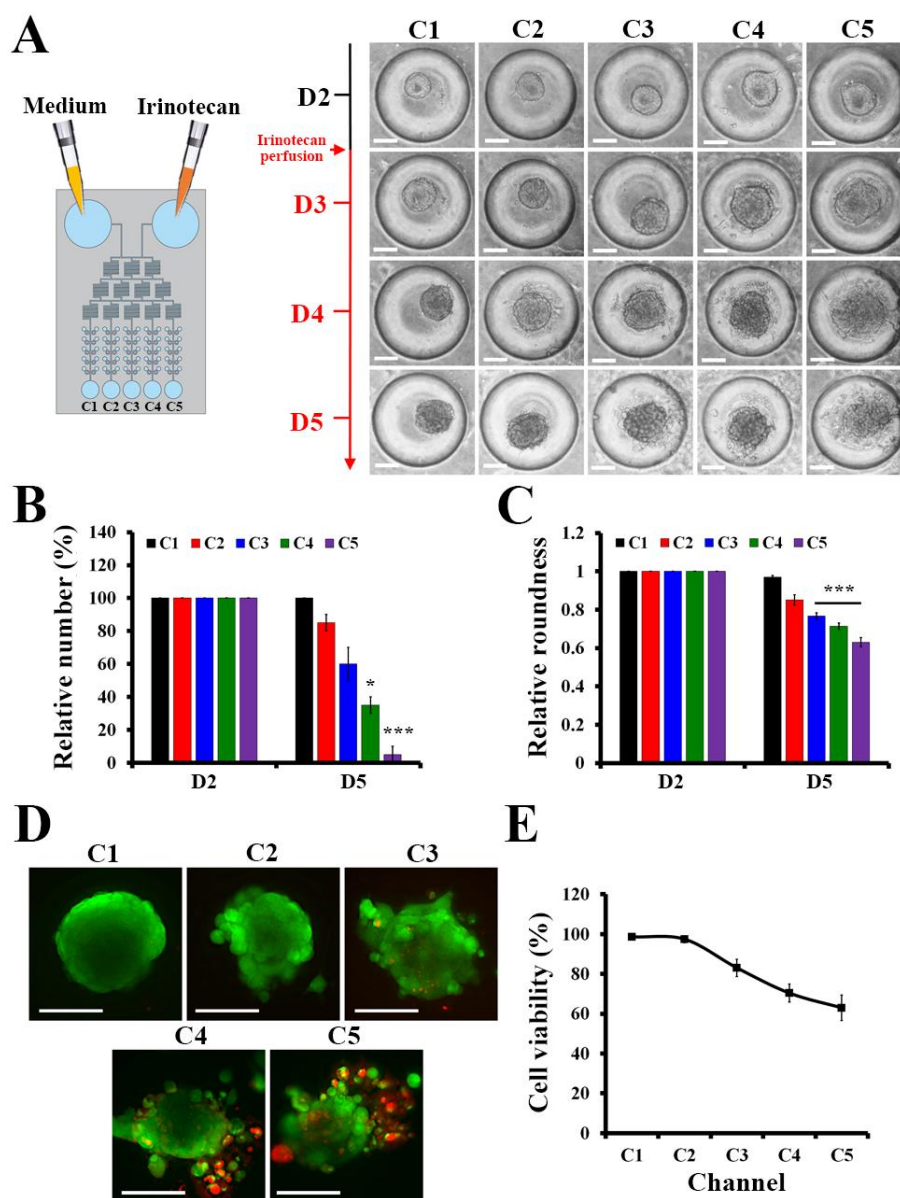 A
C1 C2 C3 C4 C5
Medium Irinotecan
D2
Irinotecan
perfusion
D3
D4
D5
C1 C2 C3 C4 C5
B
Relative number (%)
140
120
100
80
60
40
20
0
C1 C2 C3 C4 C5
*
***
D2 D5
C
Relative roundness
1.2
1
0.8
0.6
0.4
0.2
0
C1 C2 C3 C4 C5
***
D2 D5
D
C1 C2 C3
C4 C5
E
Cell viability (%)
120
100
80
60
40
20
0
C1 C2 C3 C4 C5
Channel